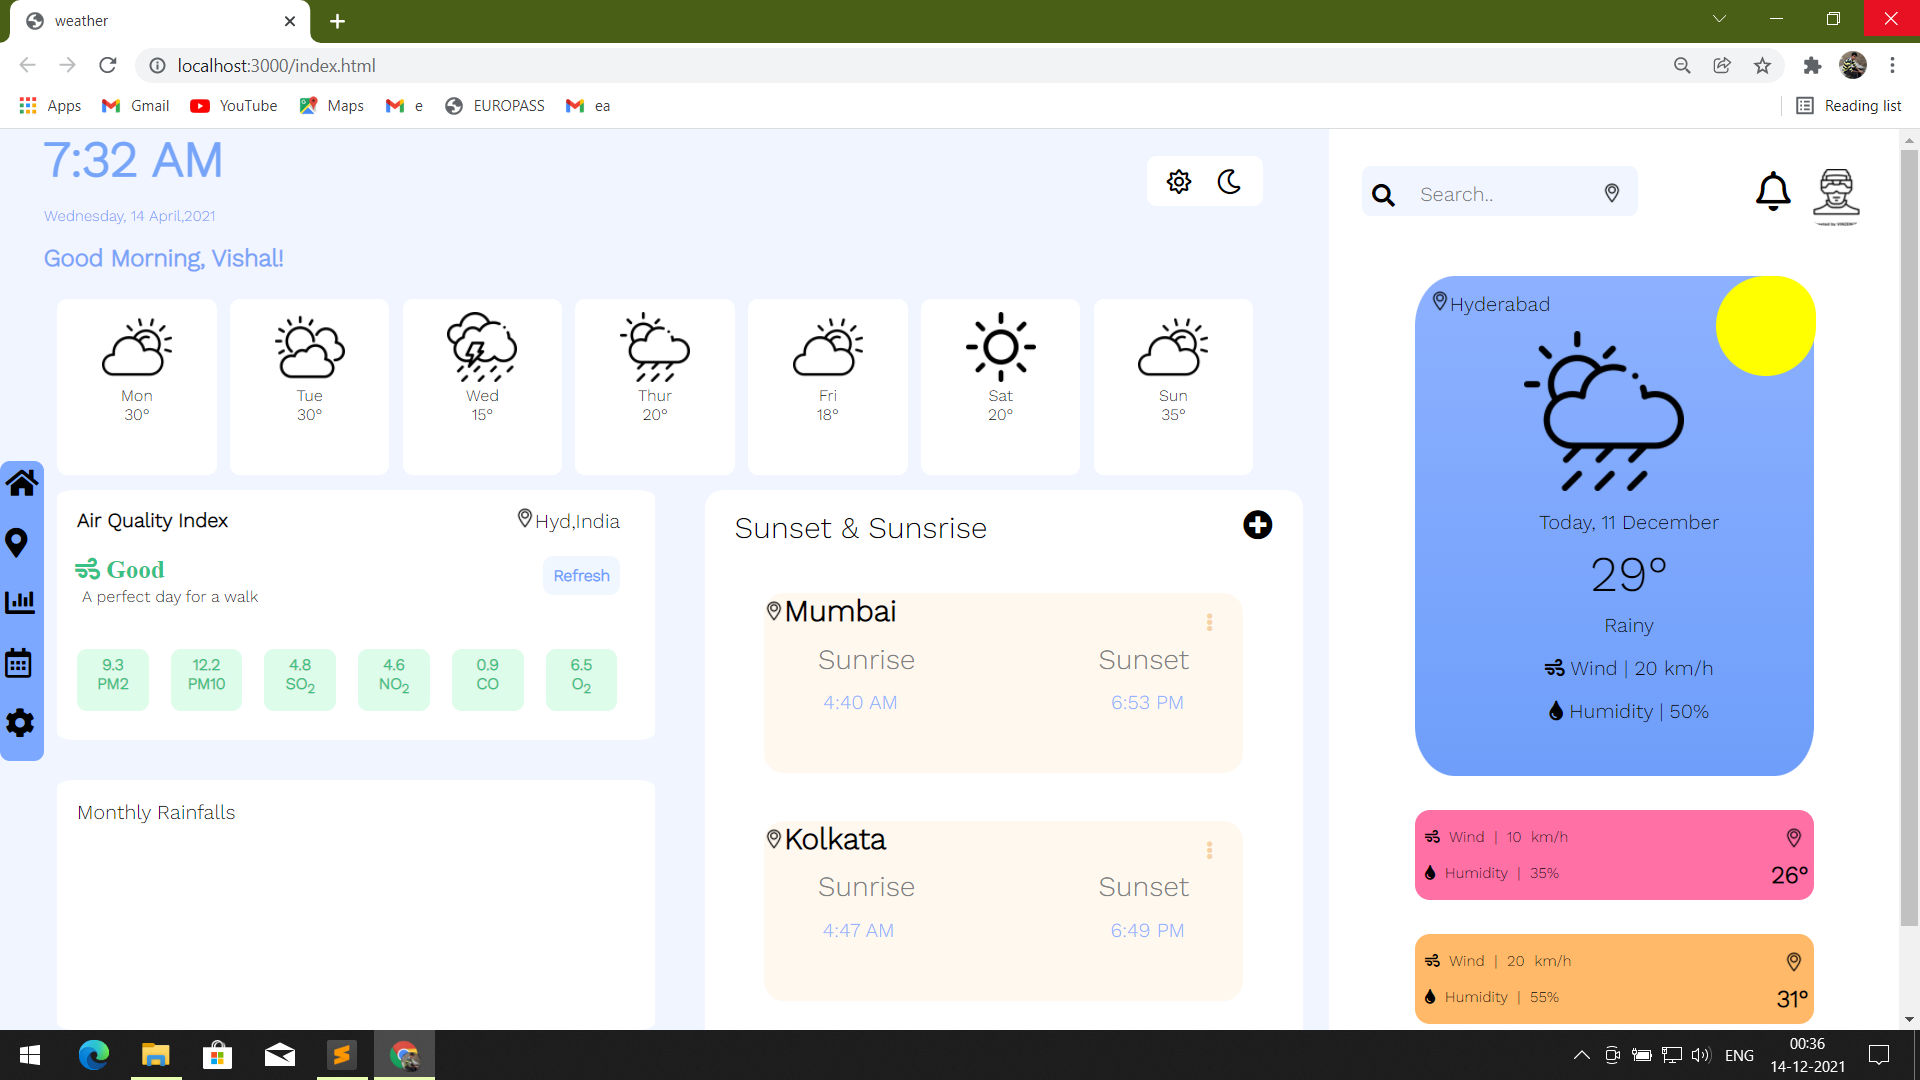 weather
localhost:3000/index.html
Apps Gmail YouTube Maps e EUROPASS ea Reading list
7:32 AM
Wednesday, 14 April,2021
Good Morning, Vishal!
Mon
30°
Tue
30°
Wed
15°
Thur
20°
Fri
18°
Sat
20°
Sun
35°
Air Quality Index
Hyd,India
Good
A perfect day for a walk
Refresh
9.3
PM2
12.2
PM10
4.8
SO2
4.6
NO2
0.9
CO
6.5
O2
Monthly Rainfalls
Sunset & Sunsrise
Mumbai
Sunrise Sunset
4:40 AM 6:53 PM
Kolkata
Sunrise Sunset
4:47 AM 6:49 PM
Search..
Hyderabad
Today, 11 December
29°
Rainy
Wind | 20 km/h
Humidity | 50%
Wind | 10 km/h
Humidity | 35%
26°
Wind | 20 km/h
Humidity | 55%
31°
ENG
00:36
14-12-2021